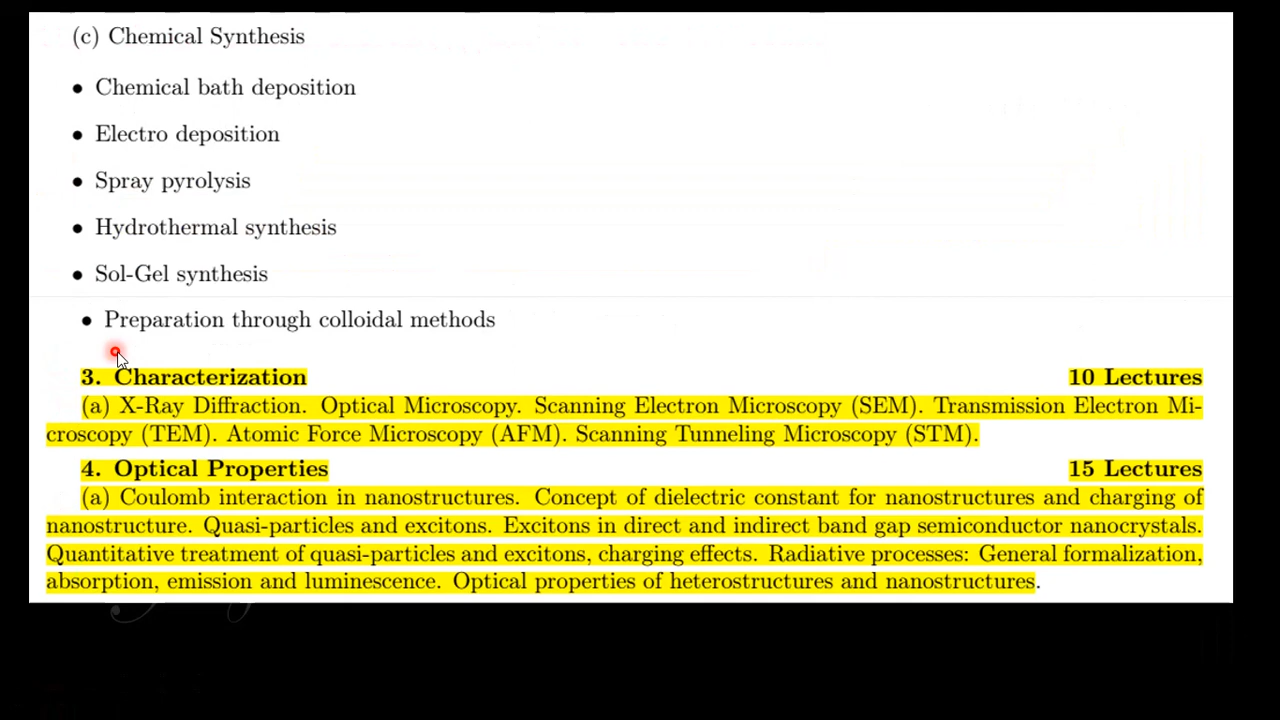 (c) Chemical Synthesis
• Chemical bath deposition
• Electro deposition
• Spray pyrolysis
• Hydrothermal synthesis
• Sol-Gel synthesis
• Preparation through colloidal methods
3. Characterization 10 Lectures
(a) X-Ray Diffraction. Optical Microscopy. Scanning Electron Microscopy (SEM). Transmission Electron Mi-
croscopy (TEM). Atomic Force Microscopy (AFM). Scanning Tunneling Microscopy (STM).
4. Optical Properties 15 Lectures
(a) Coulomb interaction in nanostructures. Concept of dielectric constant for nanostructures and charging of
nanostructure. Quasi-particles and excitons. Excitons in direct and indirect band gap semiconductor nanocrystals.
Quantitative treatment of quasi-particles and excitons, charging effects. Radiative processes: General formalization,
absorption, emission and luminescence. Optical properties of heterostructures and nanostructures.